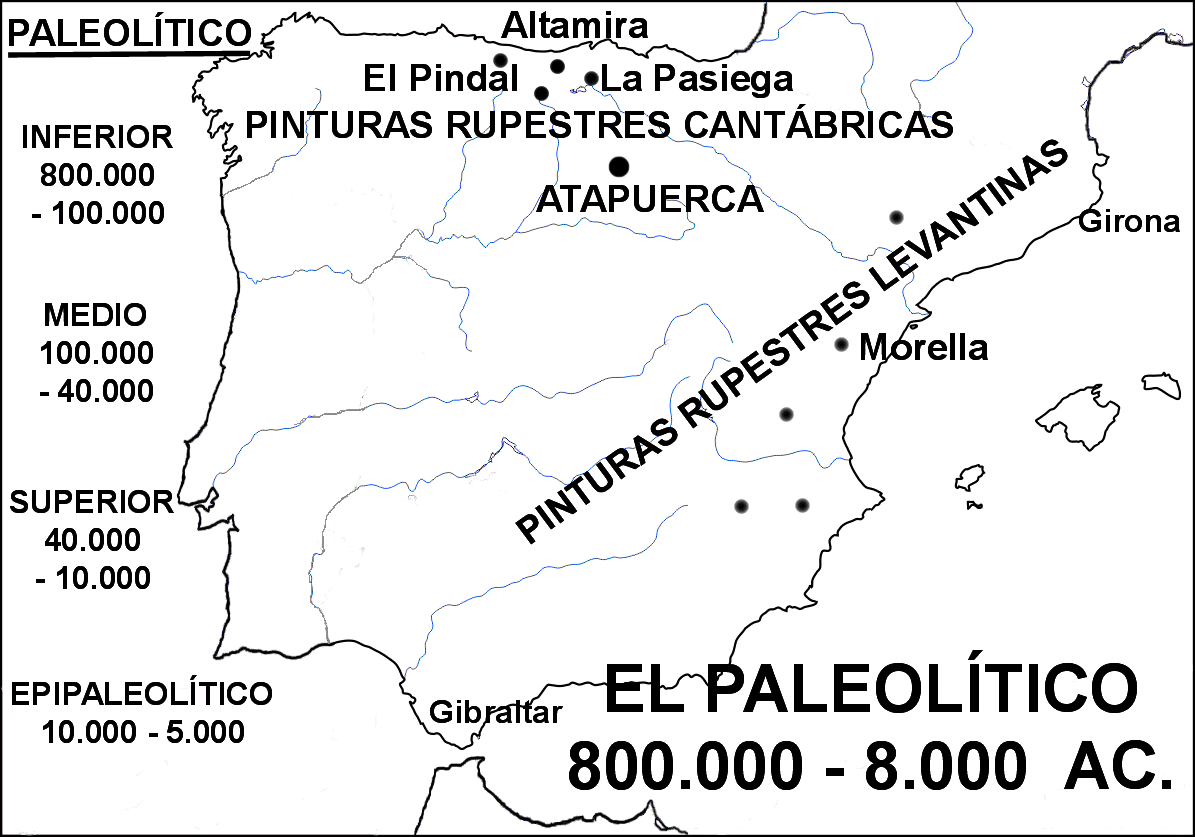 PALEOLÍTICO
Altamira
El Pindal
La Pasiega
PINTURAS RUPESTRES CANTÁBRICAS
INFERIOR
800.000
- 100.000
ATAPUERCA
PINTURAS RUPESTRES LEVANTINAS
Girona
MEDIO
100.000
- 40.000
Morella
SUPERIOR
40.000
- 10.000
EPIPALEOLÍTICO
10.000 - 5.000
Gibraltar
EL PALEOLÍTICO
800.000 - 8.000 AC.